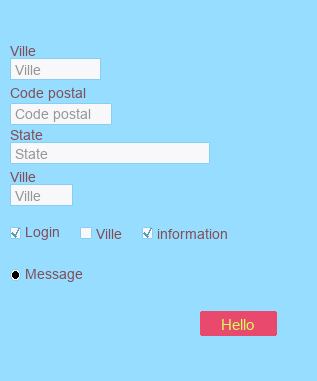 Ville
Ville
Code postal
Code postal
State
State
Ville
Ville
Login Ville information
Message
Hello